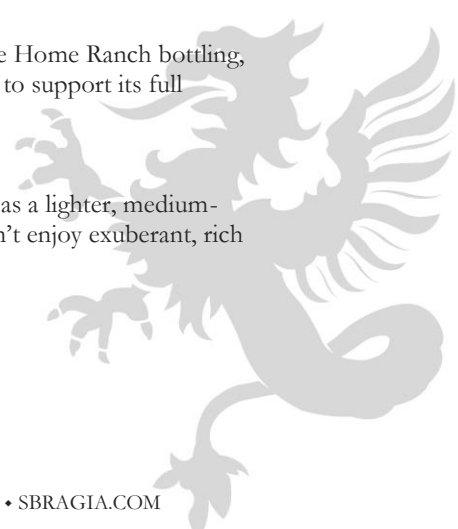 e Home Ranch bottling,
to support its full
as a lighter, medium-
n't enjoy exuberant, rich
• SBRAGIA.COM